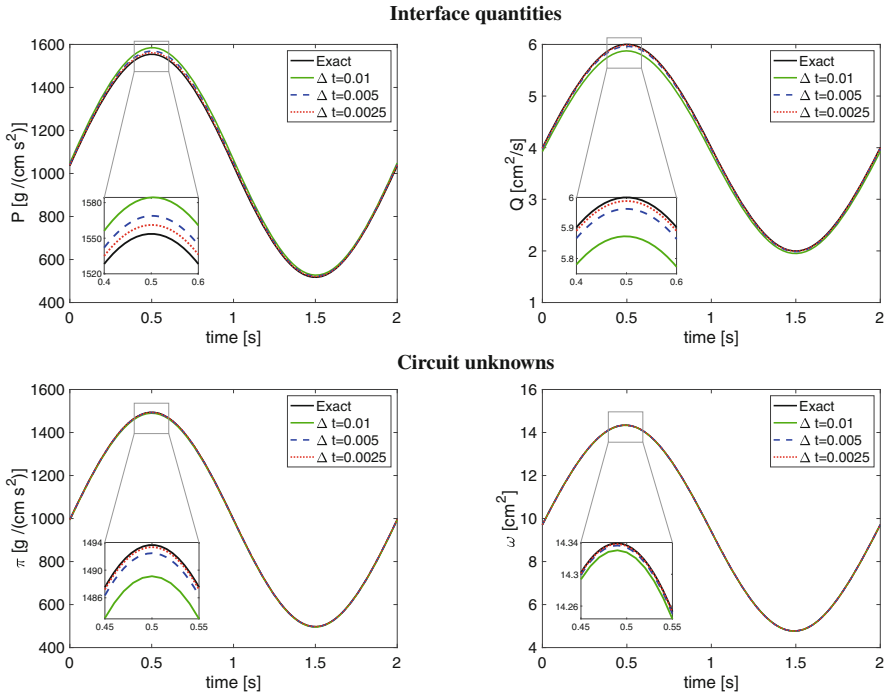 Interface quantities
P [g /(cm s²)]
1600
1400
1200
1000
800
600
400
0
0.5
1
1.5
2
time [s]
Exact
Δ t=0.01
Δ t=0.005
Δ t=0.0025
1580
1550
1520
0.4
0.5
0.6
Q [cm²/s]
6
5
4
3
2
1
0
0.5
1
1.5
2
time [s]
Exact
Δ t=0.01
Δ t=0.005
Δ t=0.0025
6
5.9
5.8
0.4
0.5
0.6
Circuit unknowns
π [g /(cm s²)]
1600
1400
1200
1000
800
600
400
0
0.5
1
1.5
2
time [s]
Exact
Δ t=0.01
Δ t=0.005
Δ t=0.0025
1494
1490
1486
0.45
0.5
0.55
ω [cm²]
16
14
12
10
8
6
4
0
0.5
1
1.5
2
time [s]
Exact
Δ t=0.01
Δ t=0.005
Δ t=0.0025
14.34
14.3
14.26
0.45
0.5
0.55